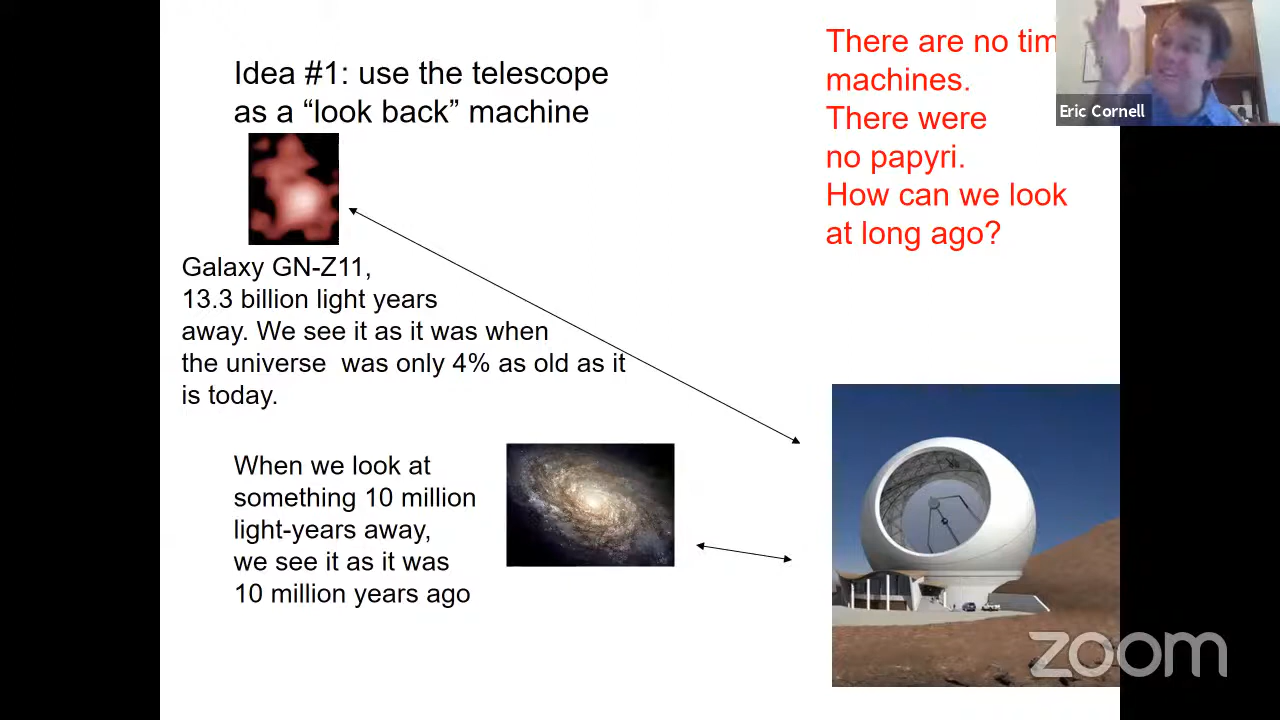 Idea #1: use the telescope
as a “look back” machine
There are no tim
machines.
There were
no papyri.
How can we look
at long ago?
Eric Cornell
Galaxy GN-Z11,
13.3 billion light years
away. We see it as it was when
the universe was only 4% as old as it
is today.
When we look at
something 10 million
light-years away,
we see it as it was
10 million years ago
zoom